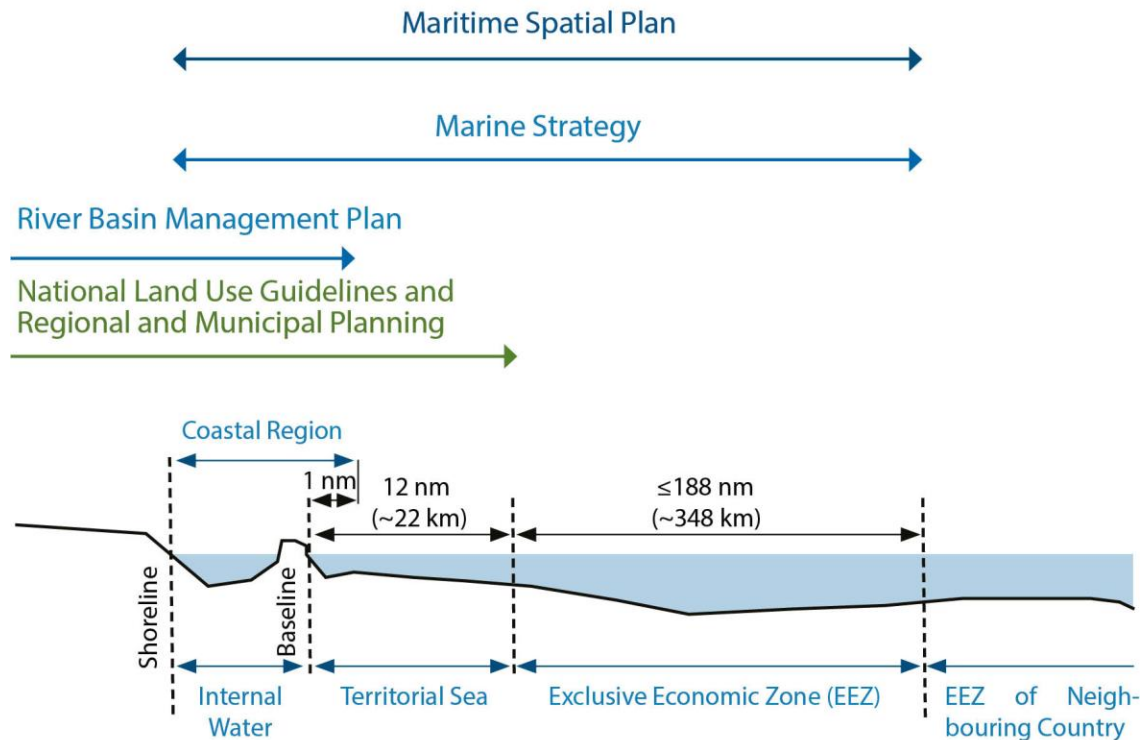 Maritime Spatial Plan
Marine Strategy
River Basin Management Plan
National Land Use Guidelines and
Regional and Municipal Planning
Coastal Region
1 nm
12 nm
(~22 km)
≤188 nm
(~348 km)
Shoreline
Baseline
Internal
Water
Territorial Sea
Exclusive Economic Zone (EEZ)
EEZ of Neigh-
bouring Country